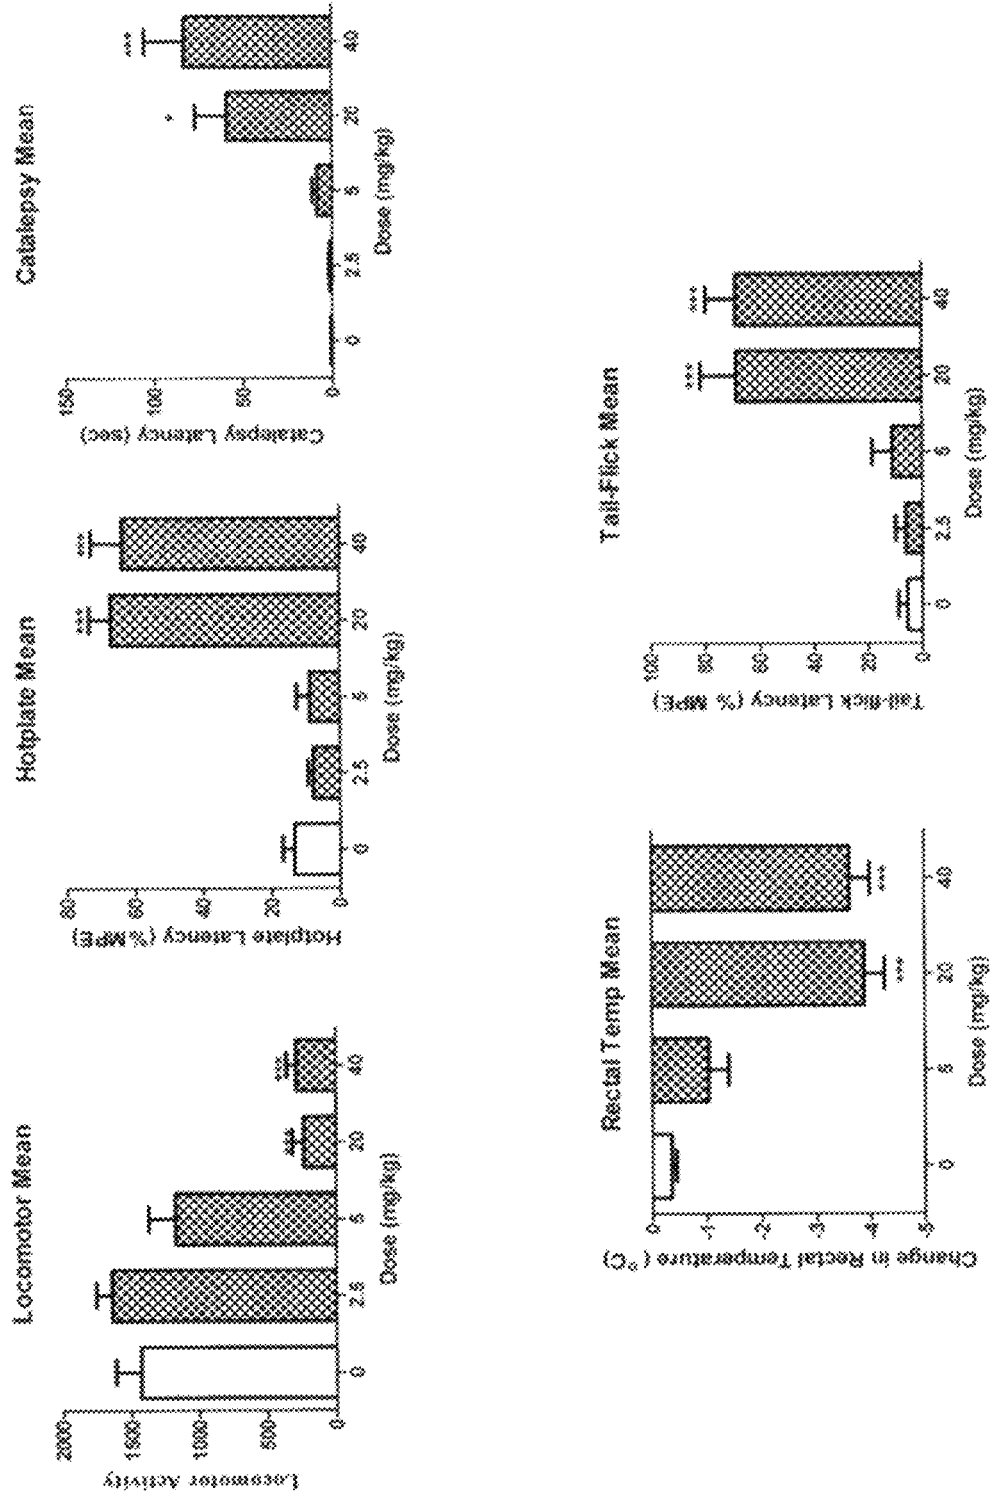 Locomotor Mean
Locomotor Activity
2000
1500
1000
500
0
0 2.5 5 20 40
Dose (mg/kg)
***
***
Hotplate Mean
Hotplate Latency (%MPE)
80
60
40
20
0
0 2.5 5 20 40
Dose (mg/kg)
***
***
Catalepsy Mean
Catalepsy Latency (sec)
150
100
50
0
0 2.5 5 20 40
Dose (mg/kg)
*
***
Rectal Temp Mean
Change in Rectal Temperature (°C)
0
-1
-2
-3
-4
-5
0 5 20 40
Dose (mg/kg)
***
***
Tail-Flick Mean
Tail-flick Latency (% MPE)
100
80
60
40
20
0
0 2.5 5 20 40
Dose (mg/kg)
***
***